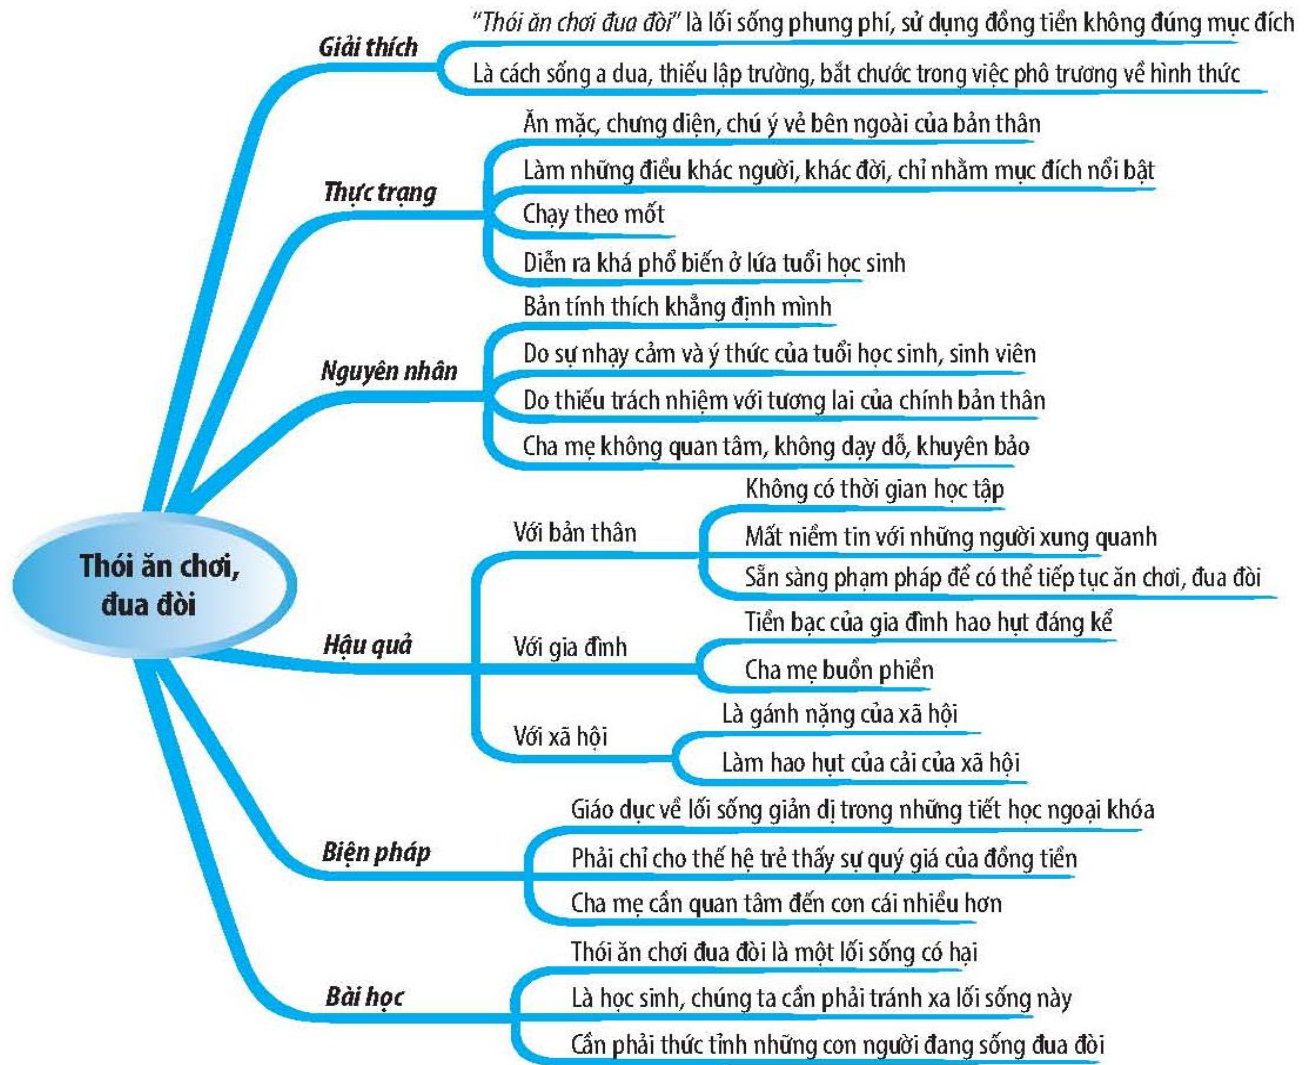 Giải thích
"Thói ăn chơi đua đòi" là lối sống phung phí, sử dụng đồng tiền không đúng mục đích
Là cách sống a dua, thiếu lập trường, bắt chước trong việc phô trương về hình thức
Thực trạng
Ăn mặc, chưng diện, chú ý vẻ bên ngoài của bản thân
Làm những điều khác người, khác đời, chỉ nhằm mục đích nổi bật
Chạy theo mốt
Diễn ra khá phổ biến ở lứa tuổi học sinh
Nguyên nhân
Bản tính thích khẳng định mình
Do sự nhạy cảm và ý thức của tuổi học sinh, sinh viên
Do thiếu trách nhiệm với tương lai của chính bản thân
Cha mẹ không quan tâm, không dạy dỗ, khuyên bảo
Thói ăn chơi,
đua đòi
Hậu quả
Với bản thân
Không có thời gian học tập
Mất niềm tin với những người xung quanh
Sẵn sàng phạm pháp để có thể tiếp tục ăn chơi, đua đòi
Với gia đình
Tiền bạc của gia đình hao hụt đáng kể
Cha mẹ buồn phiền
Với xã hội
Là gánh nặng của xã hội
Làm hao hụt của cải của xã hội
Biện pháp
Giáo dục về lối sống giản dị trong những tiết học ngoại khóa
Phải chỉ cho thế hệ trẻ thấy sự quý giá của đồng tiền
Cha mẹ cần quan tâm đến con cái nhiều hơn
Bài học
Thói ăn chơi đua đòi là một lối sống có hại
Là học sinh, chúng ta cần phải tránh xa lối sống này
Cần phải thức tỉnh những con người đang sống đua đòi